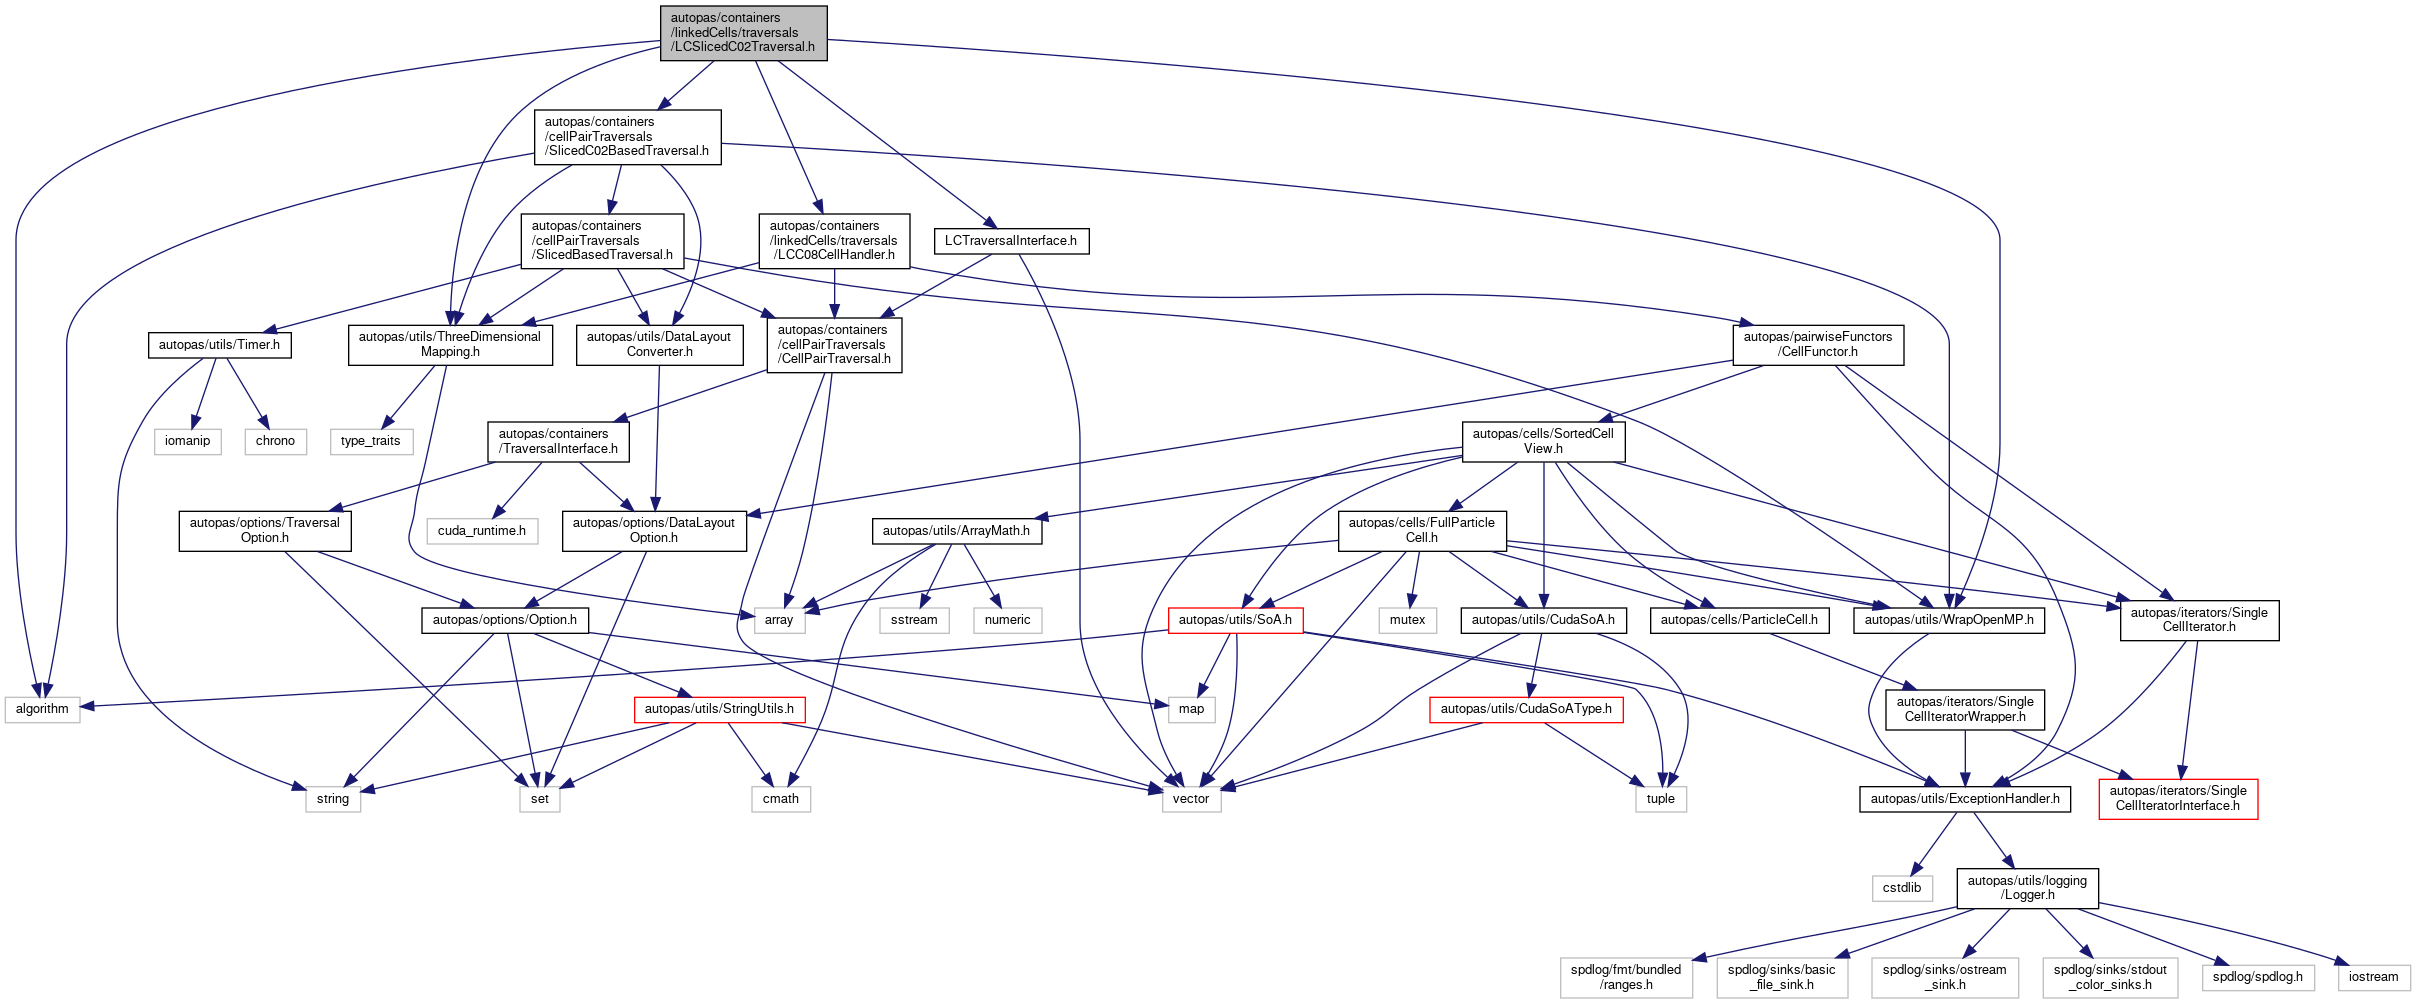 autopas/containers
/linkedCells/traversals
/LCSlicedC02Traversal.h
autopas/containers
/cellPairTraversals
/SlicedC02BasedTraversal.h
autopas/containers
/cellPairTraversals
/SlicedBasedTraversal.h
autopas/containers
/linkedCells/traversals
/LCC08CellHandler.h
LCTraversalInterface.h
autopas/utils/Timer.h
autopas/utils/ThreeDimensional
Mapping.h
autopas/utils/DataLayout
Converter.h
autopas/containers
/cellPairTraversals
/CellPairTraversal.h
autopas/pairwiseFunctors
/CellFunctor.h
iomanip
chrono
type_traits
autopas/containers
/TraversalInterface.h
autopas/cells/SortedCell
View.h
autopas/options/Traversal
Option.h
cuda_runtime.h
autopas/options/DataLayout
Option.h
autopas/utils/ArrayMath.h
autopas/cells/FullParticle
Cell.h
autopas/options/Option.h
array
sstream
numeric
autopas/utils/SoA.h
mutex
autopas/utils/CudaSoA.h
autopas/cells/ParticleCell.h
autopas/utils/WrapOpenMP.h
autopas/iterators/Single
CellIterator.h
algorithm
autopas/utils/StringUtils.h
map
autopas/utils/CudaSoAType.h
autopas/iterators/Single
CellIteratorWrapper.h
string
set
cmath
vector
tuple
autopas/utils/ExceptionHandler.h
autopas/iterators/Single
CellIteratorInterface.h
cstdlib
autopas/utils/logging
/Logger.h
spdlog/fmt/bundled
/ranges.h
spdlog/sinks/basic
_file_sink.h
spdlog/sinks/ostream
_sink.h
spdlog/sinks/stdout
_color_sinks.h
spdlog/spdlog.h
iostream